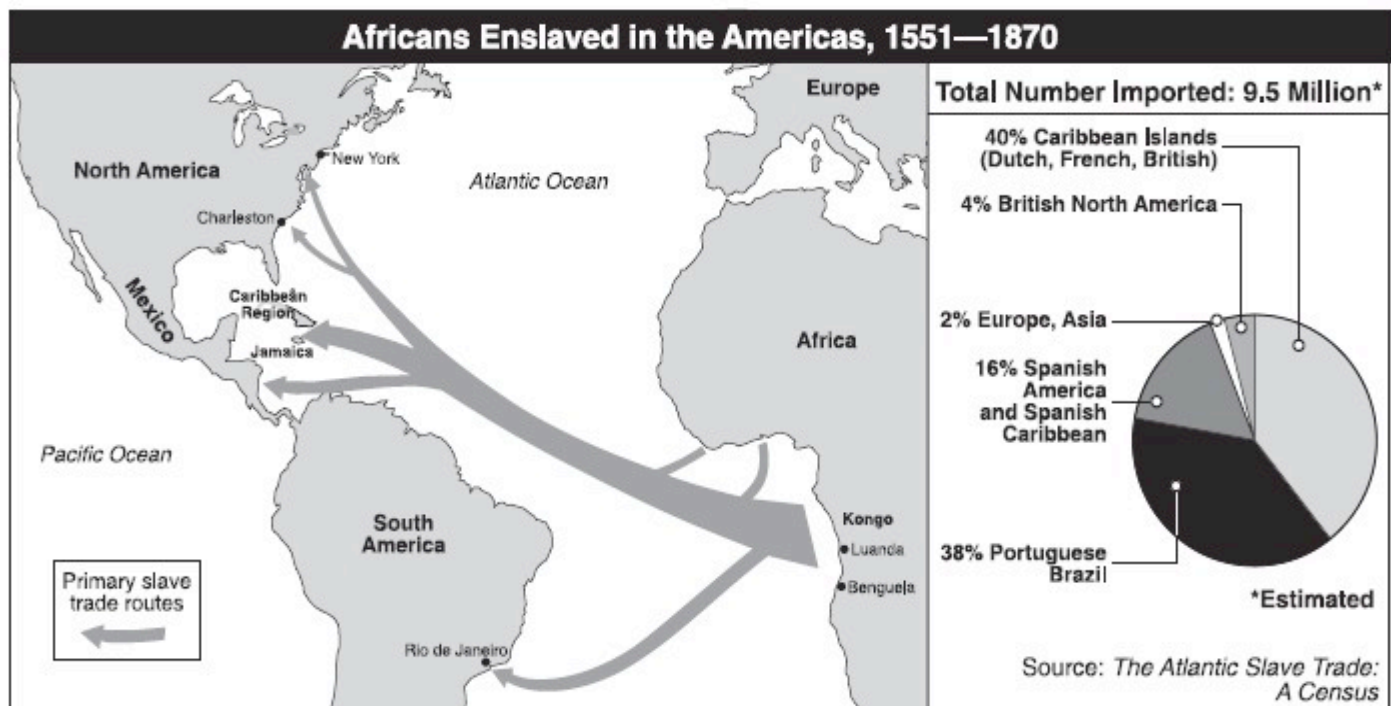 Africans Enslaved in the Americas, 1551—1870
Europe
North America
New York
Atlantic Ocean
Charleston
Mexico
Caribbean
Region
Jamaica
Africa
Pacific Ocean
South
America
Kongo
Luanda
Benguela
Rio de Janeiro
Primary slave
trade routes
Total Number Imported: 9.5 Million*
40% Caribbean Islands
(Dutch, French, British)
4% British North America
2% Europe, Asia
16% Spanish
America
and Spanish
Caribbean
38% Portuguese
Brazil
*Estimated
Source: The Atlantic Slave Trade:
A Census